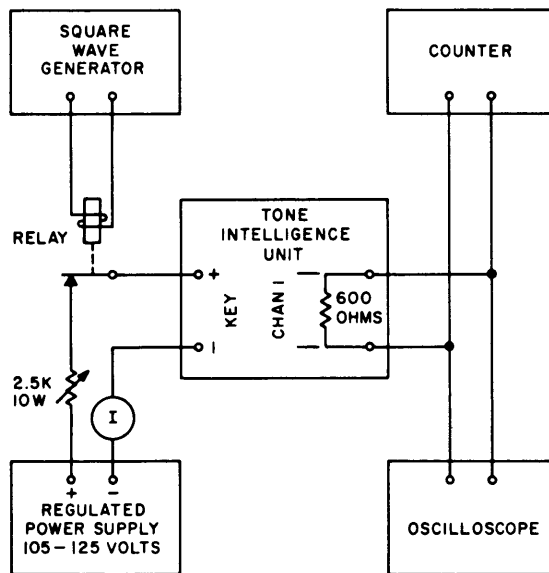 SQUARE
WAVE
GENERATOR
COUNTER
RELAY
TONE
INTELLIGENCE
UNIT
+
KEY
CHAN 1
600
OHMS
2.5K
10W
I
+ -
REGULATED
POWER SUPPLY
105-125 VOLTS
OSCILLOSCOPE